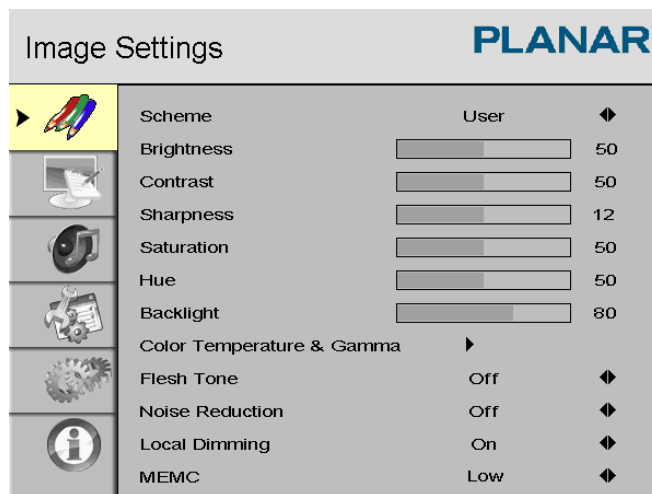 Image Settings PLANAR
Scheme User
Brightness 50
Contrast 50
Sharpness 12
Saturation 50
Hue 50
Backlight 80
Color Temperature & Gamma
Flesh Tone Off
Noise Reduction Off
Local Dimming On
MEMC Low